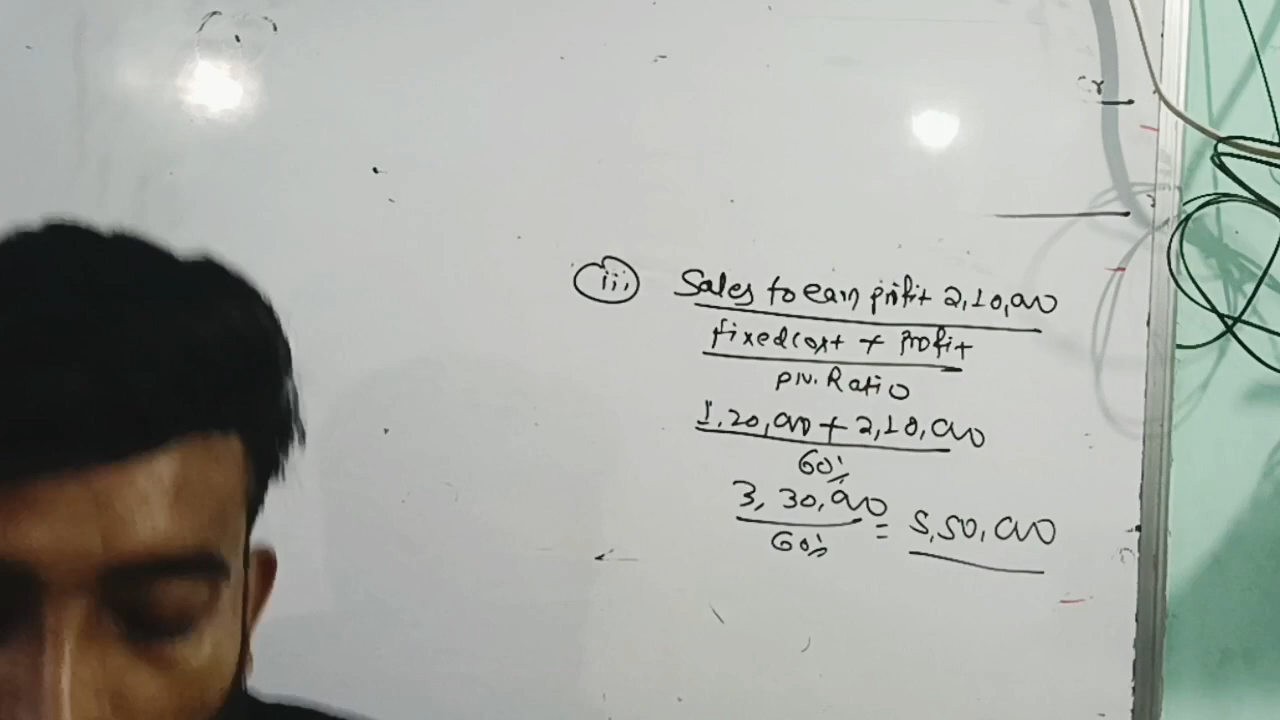 iii, Sales to earn profit 2,10,000
fixed cost + Profit
P/V. Ratio
1,20,000 + 2,10,000
60%
3,30,000
60%
= 5,50,000